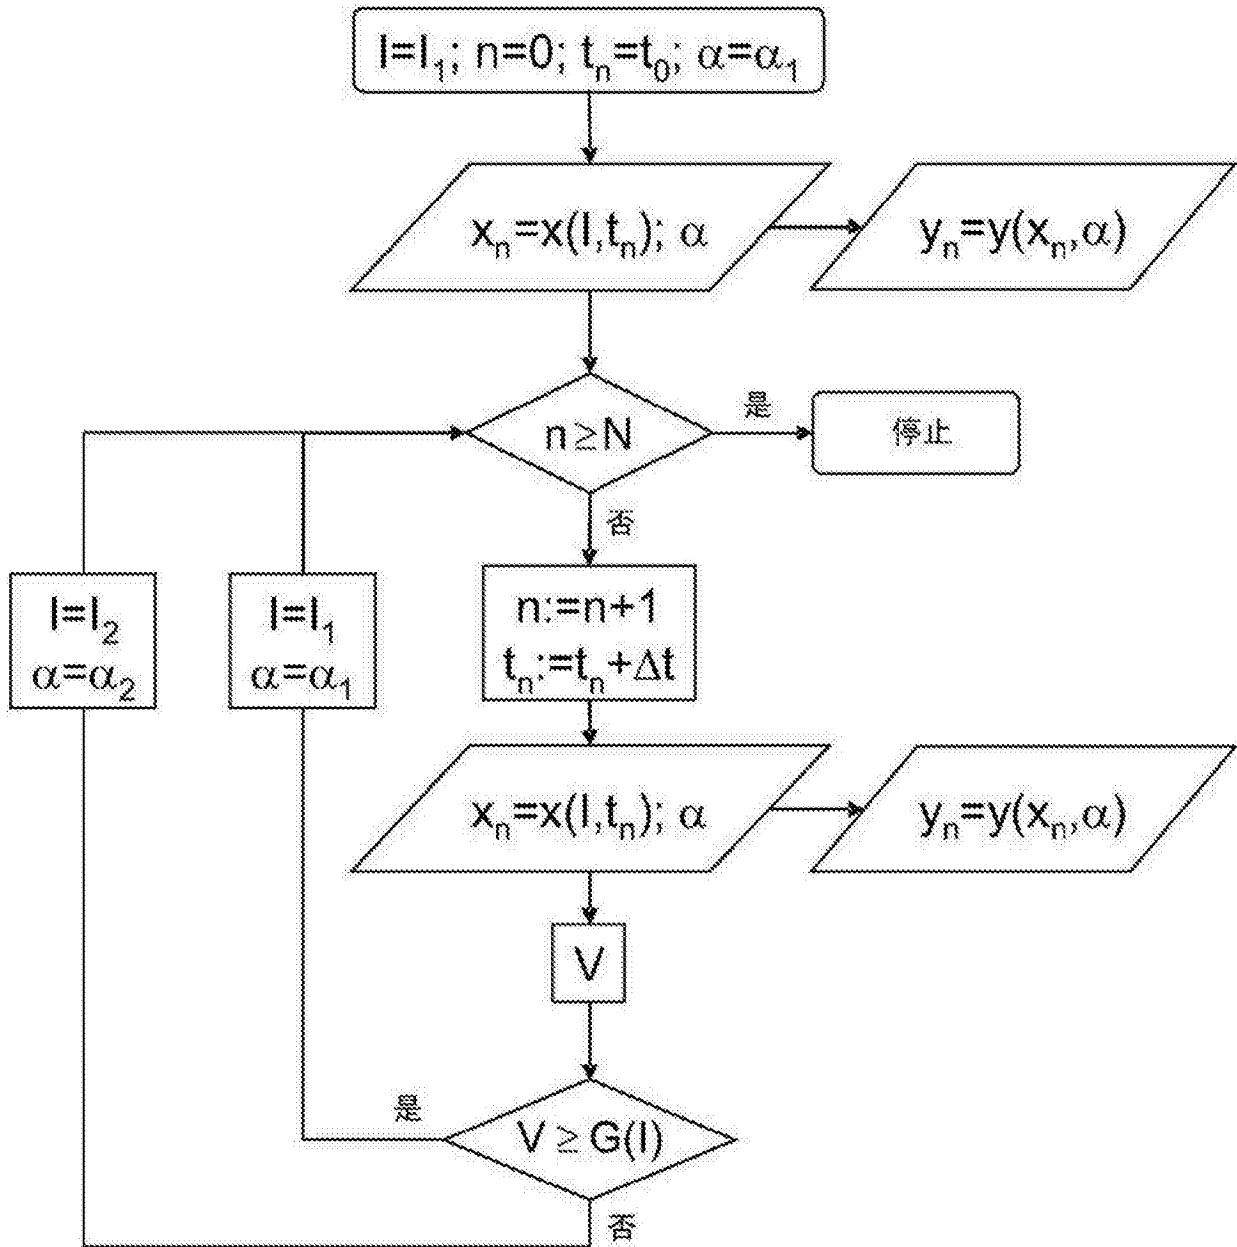 I=I₁; n=0; tₙ=t₀; α=α₁
xₙ=x(I,tₙ); α
yₙ=y(xₙ,α)
n≥N
是
停止
否
I=I₂
α=α₂
I=I₁
α=α₁
n:=n+1
tₙ:=tₙ+Δt
xₙ=x(I,tₙ); α
yₙ=y(xₙ,α)
V
V ≥ G(I)
是
否